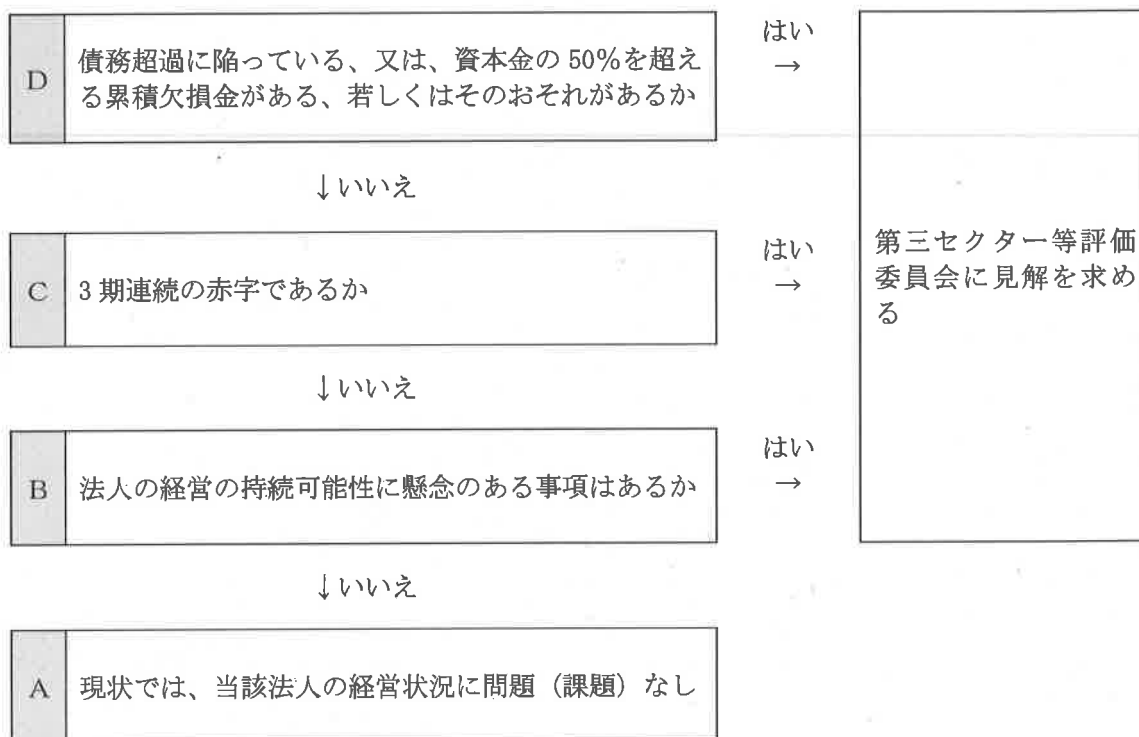 D
債務超過に陥っている、又は、資本金の 50%を超え
る累積欠損金がある、若しくはそのおそれがあるか
はい
→
↓いいえ
C
3 期連続の赤字であるか
はい
→
第三セクター等評価
委員会に見解を求め
る
↓いいえ
B
法人の経営の持続可能性に懸念のある事項はあるか
はい
→
↓いいえ
A
現状では、当該法人の経営状況に問題（課題）なし